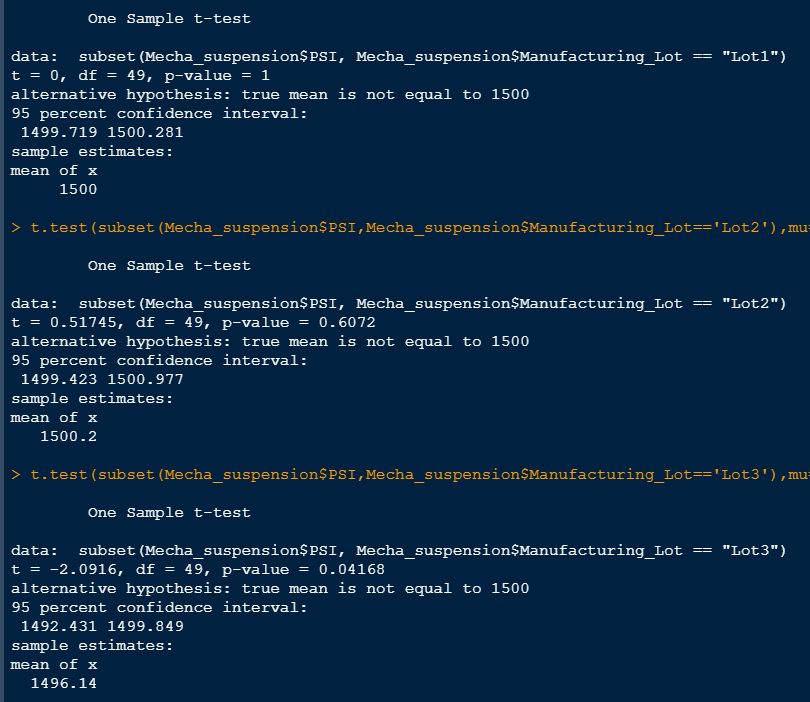 One Sample t-test
data:  subset(Mecha_suspension$PSI, Mecha_suspension$Manufacturing_Lot == "Lot1")
t = 0, df = 49, p-value = 1
alternative hypothesis: true mean is not equal to 1500
95 percent confidence interval:
1499.719 1500.281
sample estimates:
mean of x
1500
> t.test(subset(Mecha_suspension$PSI,Mecha_suspension$Manufacturing_Lot=='Lot2'),mu=
One Sample t-test
data:  subset(Mecha_suspension$PSI, Mecha_suspension$Manufacturing_Lot == "Lot2")
t = 0.51745, df = 49, p-value = 0.6072
alternative hypothesis: true mean is not equal to 1500
95 percent confidence interval:
1499.423 1500.977
sample estimates:
mean of x
1500.2
> t.test(subset(Mecha_suspension$PSI,Mecha_suspension$Manufacturing_Lot=='Lot3'),mu=
One Sample t-test
data:  subset(Mecha_suspension$PSI, Mecha_suspension$Manufacturing_Lot == "Lot3")
t = -2.0916, df = 49, p-value = 0.04168
alternative hypothesis: true mean is not equal to 1500
95 percent confidence interval:
1492.431 1499.849
sample estimates:
mean of x
1496.14